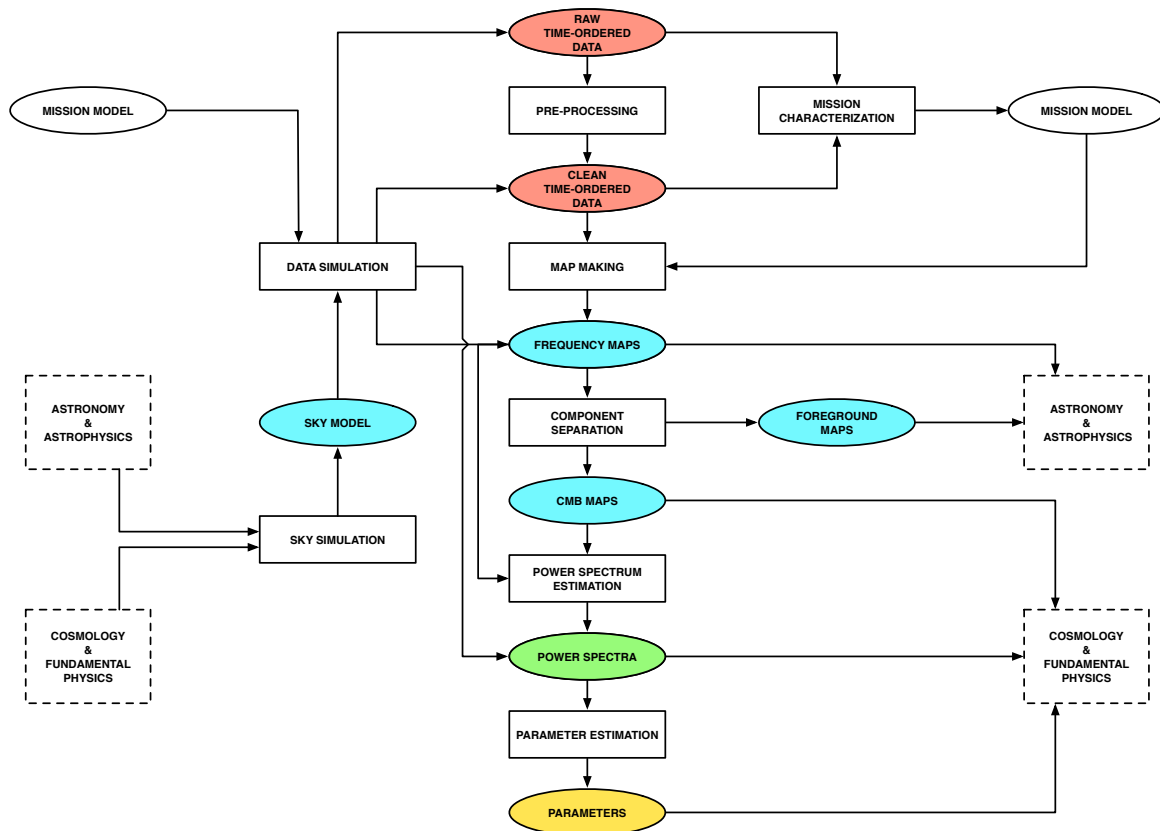 RAW
TIME-ORDERED
DATA
MISSION MODEL
PRE-PROCESSING
MISSION
CHARACTERIZATION
MISSION MODEL
CLEAN
TIME-ORDERED
DATA
DATA SIMULATION
MAP MAKING
FREQUENCY MAPS
ASTRONOMY
&
ASTROPHYSICS
SKY MODEL
COMPONENT
SEPARATION
FOREGROUND
MAPS
ASTRONOMY
&
ASTROPHYSICS
CMB MAPS
SKY SIMULATION
POWER SPECTRUM
ESTIMATION
COSMOLOGY
&
FUNDAMENTAL
PHYSICS
POWER SPECTRA
COSMOLOGY
&
FUNDAMENTAL
PHYSICS
PARAMETER ESTIMATION
PARAMETERS